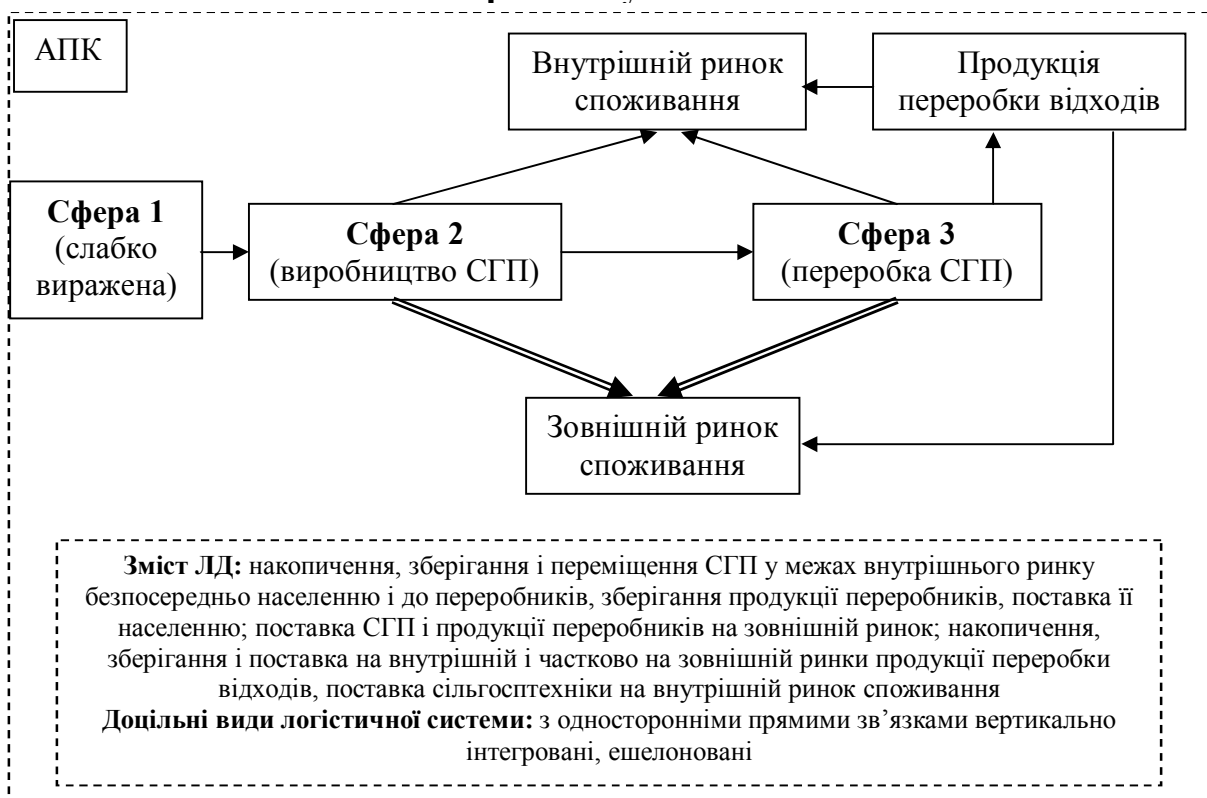 АПК
Внутрішній ринок
споживання
Продукція
переробки відходів
Сфера 1
(слабко
виражена)
Сфера 2
(виробництво СГП)
Сфера 3
(переробка СГП)
Зовнішній ринок
споживання
Зміст ЛД: накопичення, зберігання і переміщення СГП у межах внутрішнього ринку
безпосередньо населенню і до переробників, зберігання продукції переробників, поставка її
населенню; поставка СГП і продукції переробників на зовнішній ринок; накопичення,
зберігання і поставка на внутрішній і частково на зовнішній ринки продукції переробки
відходів, поставка сільгосптехніки на внутрішній ринок споживання
Доцільні види логістичної системи: з односторонніми прямими зв’язками вертикально
інтегровані, ешелоновані